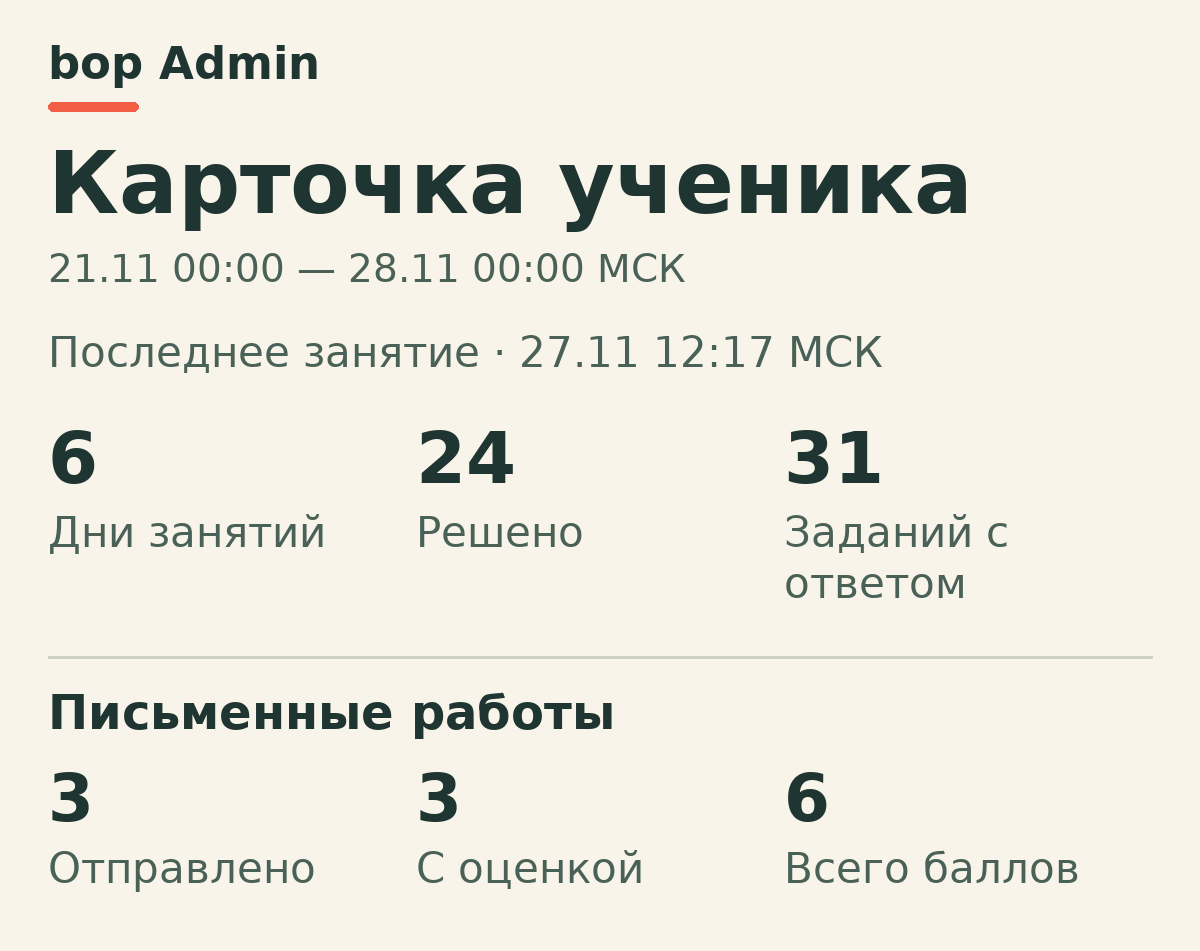 bop Admin
Карточка ученика
21.11 00:00 — 28.11 00:00 МСК
Последнее занятие · 27.11 12:17 МСК
6 24 31
Дни занятий Решено Заданий с
ответом
Письменные работы
3 3 6
Отправлено С оценкой Всего баллов